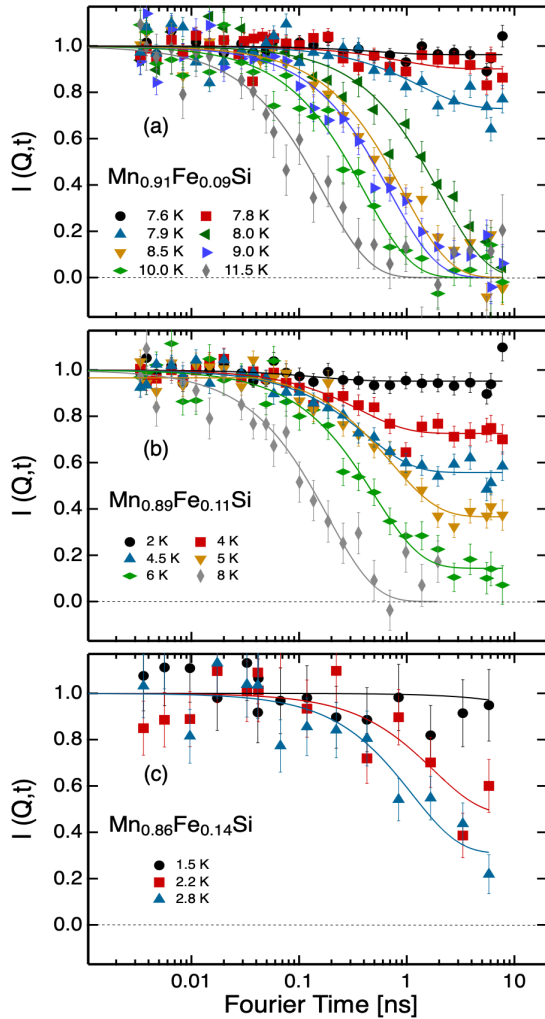 1.0
0.8
0.6
0.4
0.2
0.0
I (Q,t)
(a)
Mn0.91Fe0.09Si
7.6 K 7.8 K
7.9 K 8.0 K
8.5 K 9.0 K
10.0 K 11.5 K
1.0
0.8
0.6
0.4
0.2
0.0
I (Q,t)
(b)
Mn0.89Fe0.11Si
2 K 4 K
4.5 K 5 K
6 K 8 K
1.0
0.8
0.6
0.4
0.2
0.0
I (Q,t)
(c)
Mn0.86Fe0.14Si
1.5 K
2.2 K
2.8 K
0.01 0.1 1 10
Fourier Time [ns]